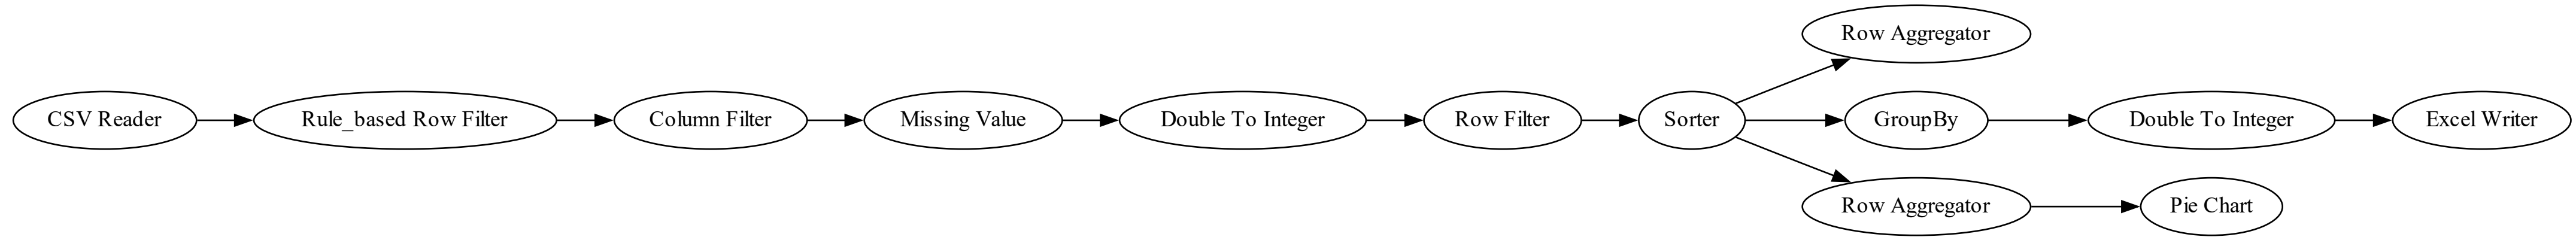 CSV Reader
Rule_based Row Filter
Column Filter
Missing Value
Double To Integer
Row Filter
Sorter
Row Aggregator
GroupBy
Double To Integer
Excel Writer
Row Aggregator
Pie Chart